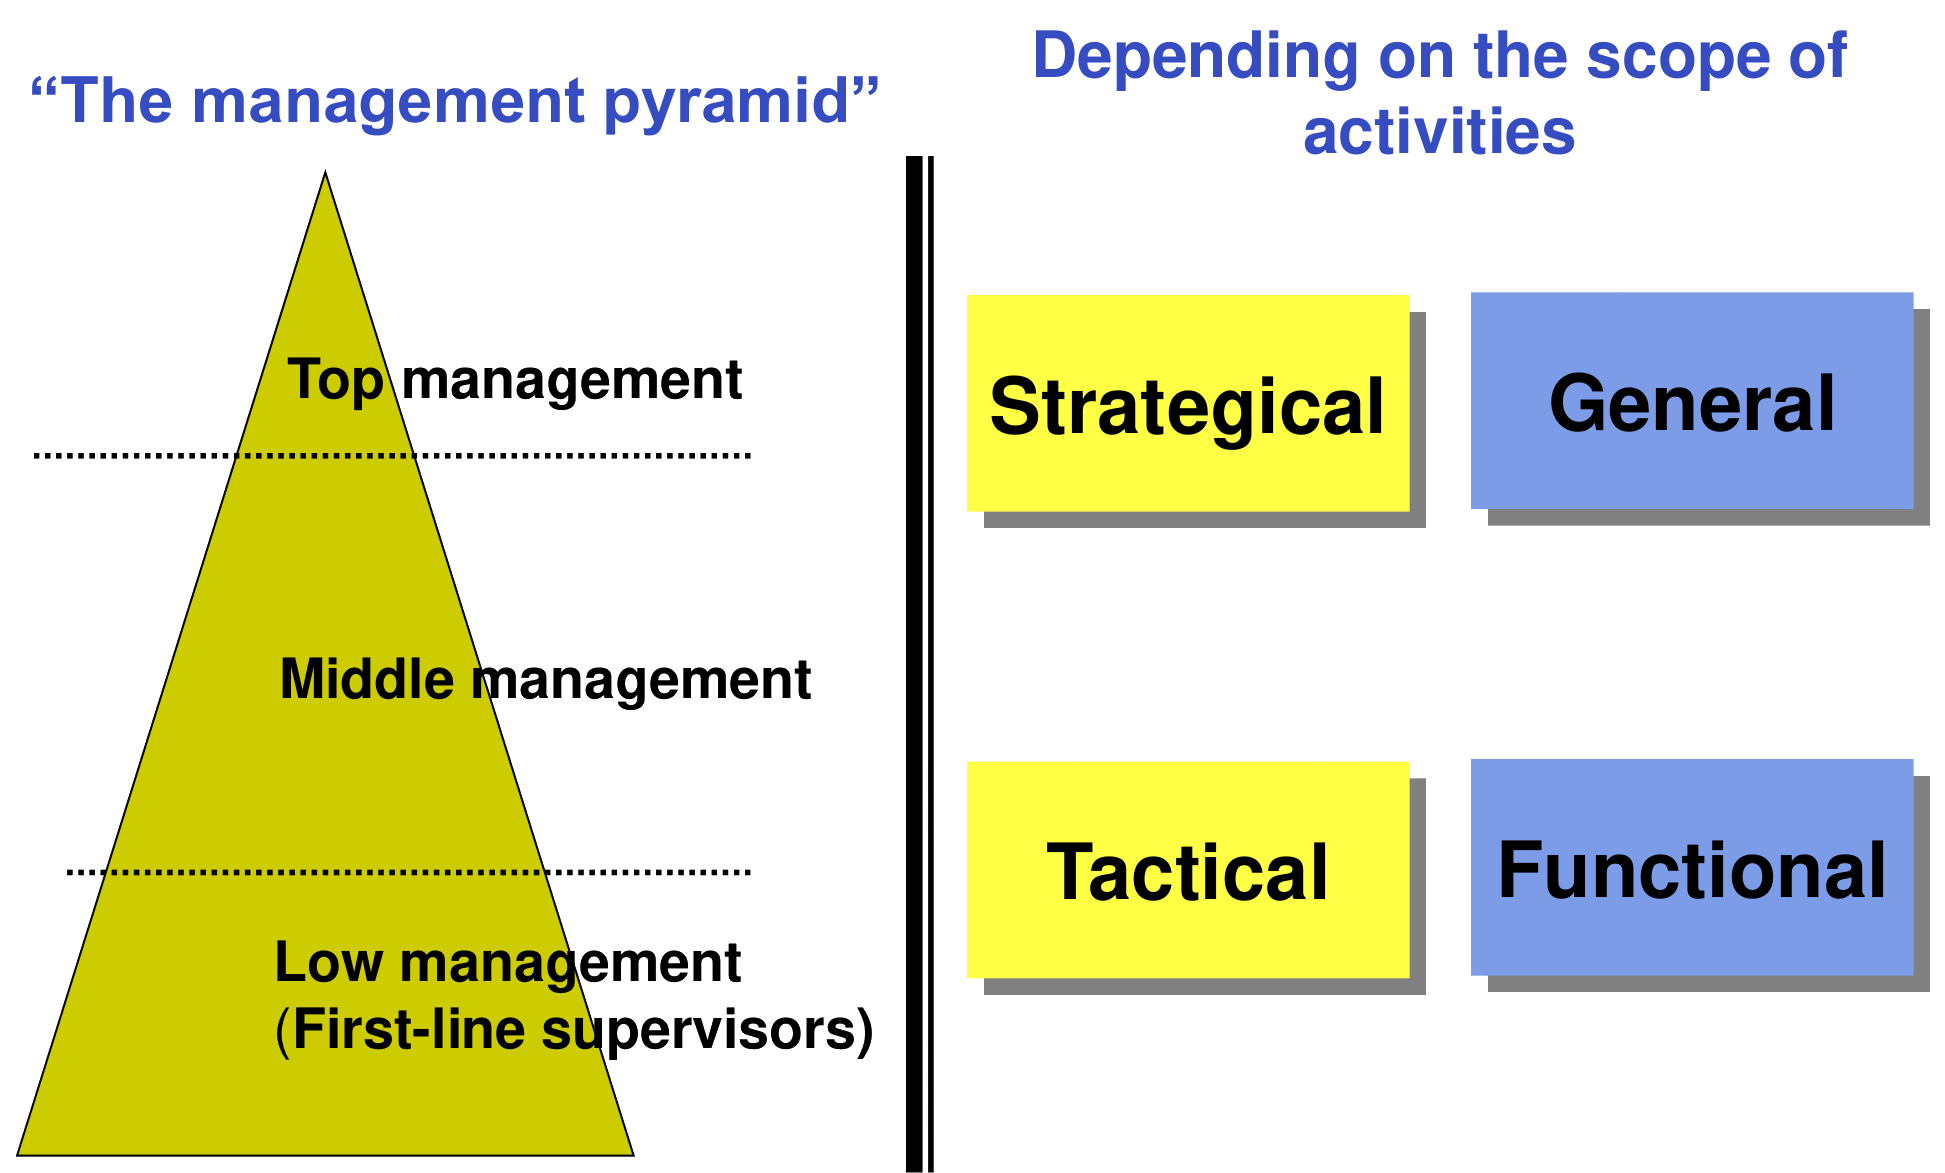 “The management pyramid”
Top management
Middle management
Low management
(First-line supervisors)
Depending on the scope of
activities
Strategical
General
Tactical
Functional